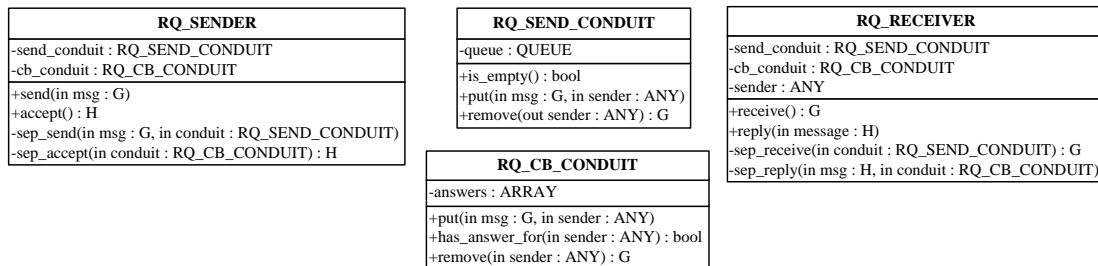 RQ_SENDER
-send_conduit : RQ_SEND_CONDUIT
-cb_conduit : RQ_CB_CONDUIT
+send(in msg : G)
+accept() : H
-sep_send(in msg : G, in conduit : RQ_SEND_CONDUIT)
-sep_accept(in conduit : RQ_CB_CONDUIT) : H
RQ_SEND_CONDUIT
-queue : QUEUE
+is_empty() : bool
+put(in msg : G, in sender : ANY)
+remove(out sender : ANY) : G
RQ_CB_CONDUIT
-answers : ARRAY
+put(in msg : G, in sender : ANY)
+has_answer_for(in sender : ANY) : bool
+remove(in sender : ANY) : G
RQ_RECEIVER
-send_conduit : RQ_SEND_CONDUIT
-cb_conduit : RQ_CB_CONDUIT
-sender : ANY
+receive() : G
+reply(in message : H)
-sep_receive(in conduit : RQ_SEND_CONDUIT) : G
-sep_reply(in msg : H, in conduit : RQ_CB_CONDUIT)